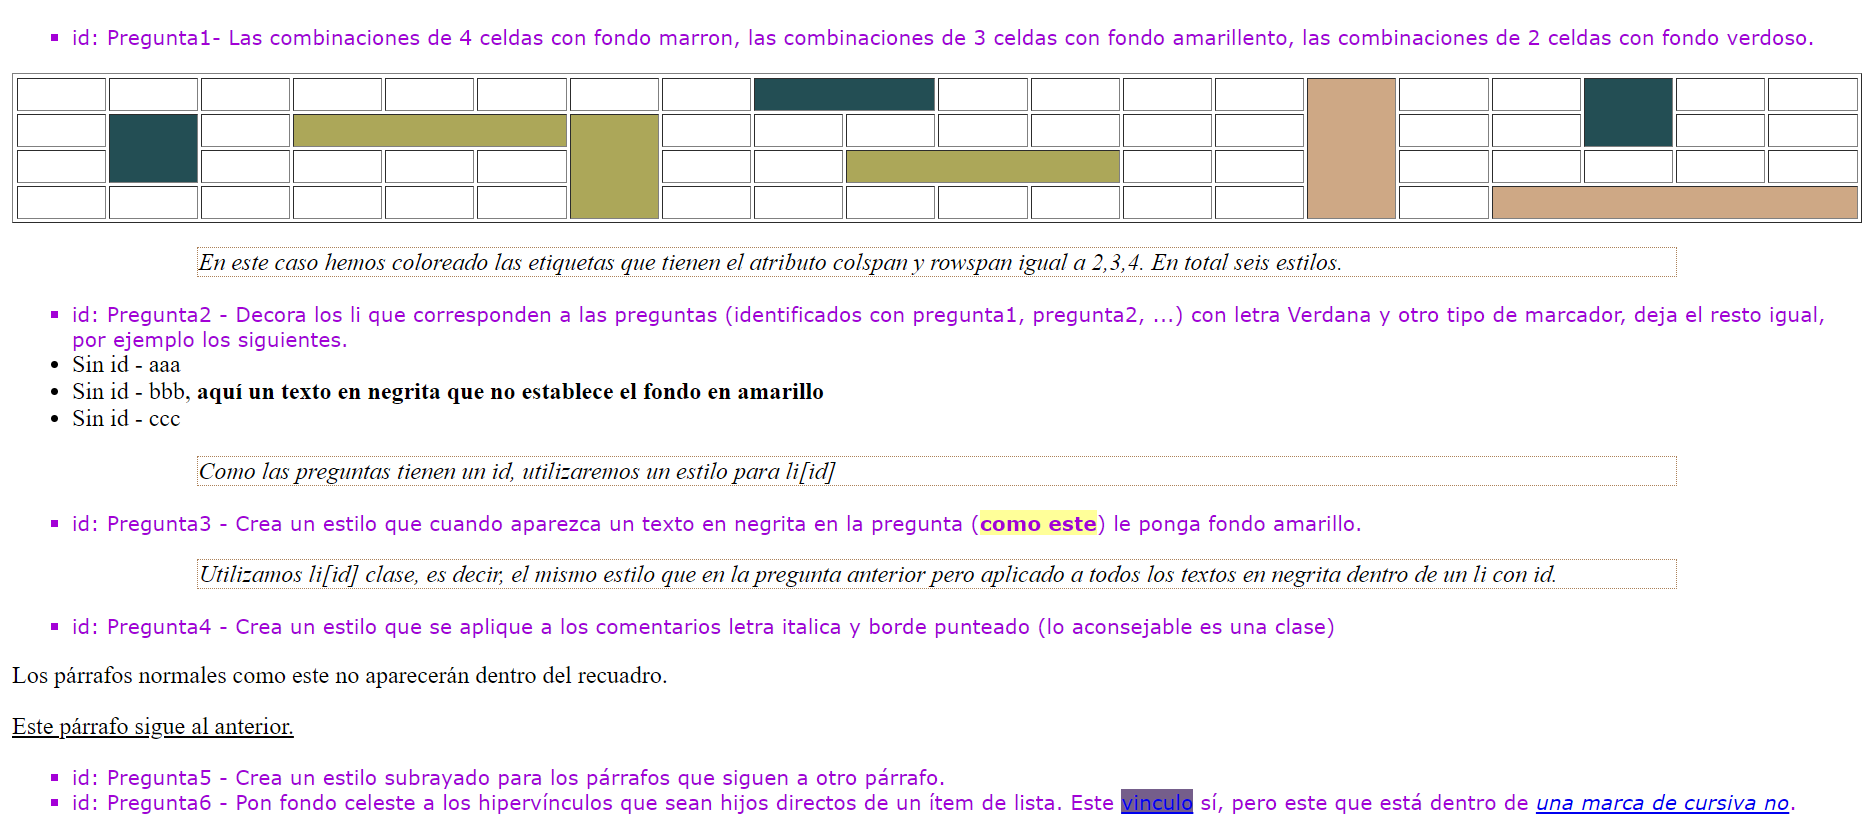 id: Pregunta1- Las combinaciones de 4 celdas con fondo marron, las combinaciones de 3 celdas con fondo amarillento, las combinaciones de 2 celdas con fondo verdoso.
En este caso hemos coloreado las etiquetas que tienen el atributo colspan y rowspan igual a 2,3,4. En total seis estilos.
id: Pregunta2 - Decora los li que corresponden a las preguntas (identificados con pregunta1, pregunta2, ...) con letra Verdana y otro tipo de marcador, deja el resto igual,
por ejemplo los siguientes.
Sin id - aaa
Sin id - bbb, aquí un texto en negrita que no establece el fondo en amarillo
Sin id - ccc
Como las preguntas tienen un id, utilizaremos un estilo para li[id]
id: Pregunta3 - Crea un estilo que cuando aparezca un texto en negrita en la pregunta (como este) le ponga fondo amarillo.
Utilizamos li[id] clase, es decir, el mismo estilo que en la pregunta anterior pero aplicado a todos los textos en negrita dentro de un li con id.
id: Pregunta4 - Crea un estilo que se aplique a los comentarios letra italica y borde punteado (lo aconsejable es una clase)
Los párrafos normales como este no aparecerán dentro del recuadro.
Este párrafo sigue al anterior.
id: Pregunta5 - Crea un estilo subrayado para los párrafos que siguen a otro párrafo.
id: Pregunta6 - Pon fondo celeste a los hipervínculos que sean hijos directos de un ítem de lista. Este vinculo sí, pero este que está dentro de una marca de cursiva no.